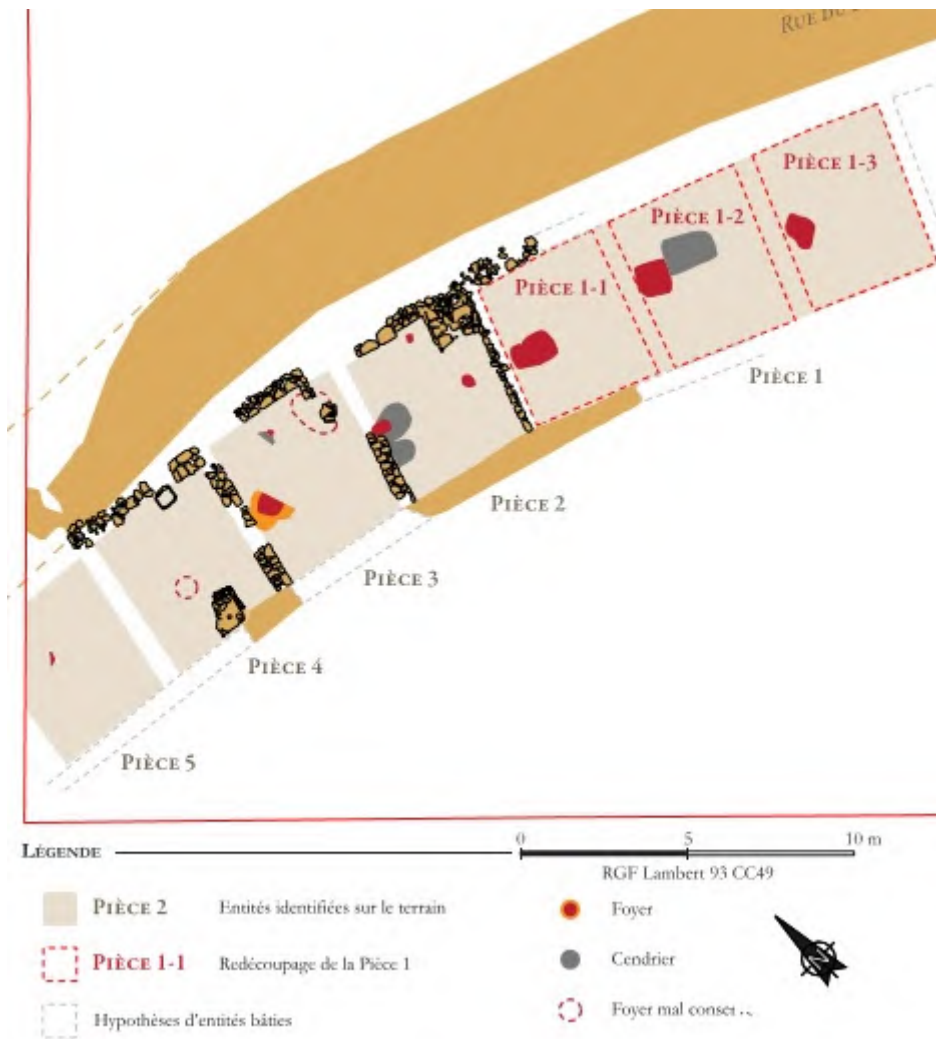 RUE DU
PIÈCE 1-3
PIÈCE 1-2
PIÈCE 1-1
PIÈCE 1
PIÈCE 2
PIÈCE 3
PIÈCE 4
PIÈCE 5
LÉGENDE
0 5 10 m
RGF Lambert 93 CC49
PIÈCE 2 Entités identifiées sur le terrain
PIÈCE 1-1 Redécoupage de la Pièce 1
Hypothèses d'entités bâties
Foyer
Cendrier
Foyer mal
N